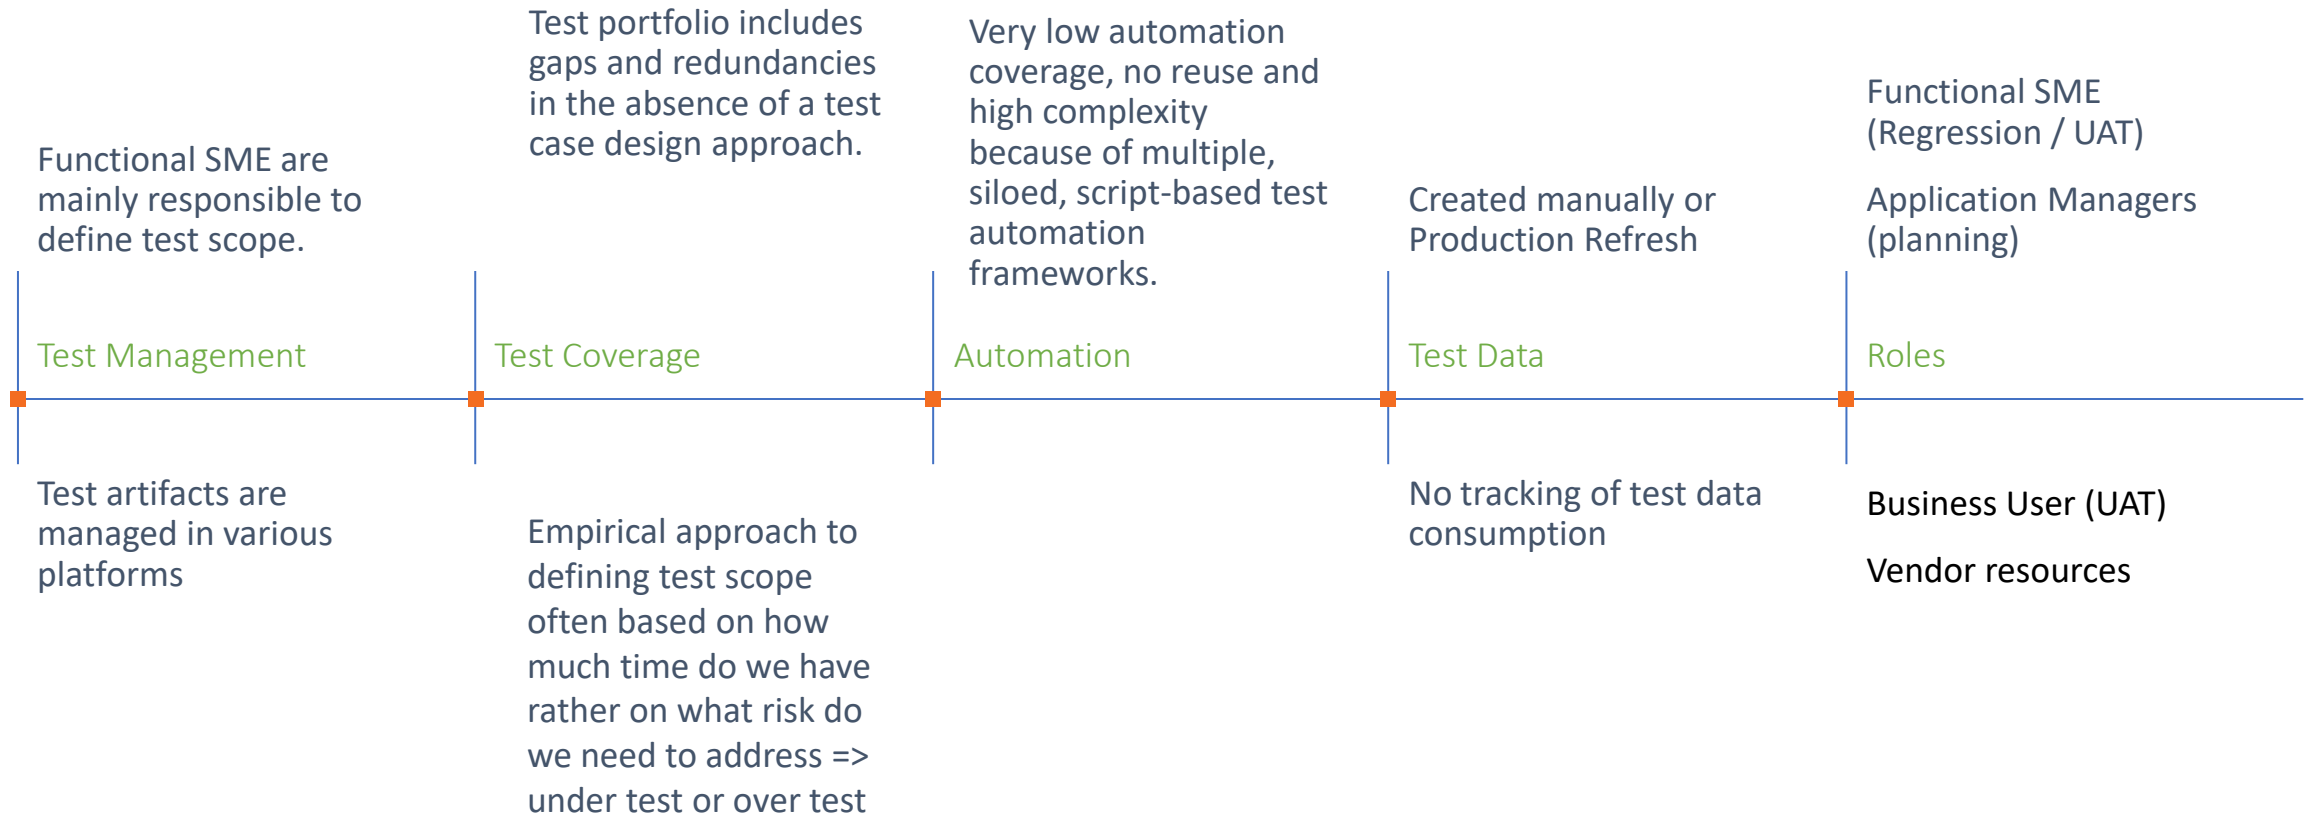 Functional SME are
mainly responsible to
define test scope.
Test Management
Test artifacts are
managed in various
platforms
Test portfolio includes
gaps and redundancies
in the absence of a test
case design approach.
Test Coverage
Empirical approach to
defining test scope
often based on how
much time do we have
rather on what risk do
we need to address =>
under test or over test
Very low automation
coverage, no reuse and
high complexity
because of multiple,
siloed, script-based test
automation
frameworks.
Automation
Created manually or
Production Refresh
Test Data
No tracking of test data
consumption
Functional SME
(Regression / UAT)
Application Managers
(planning)
Roles
Business User (UAT)
Vendor resources